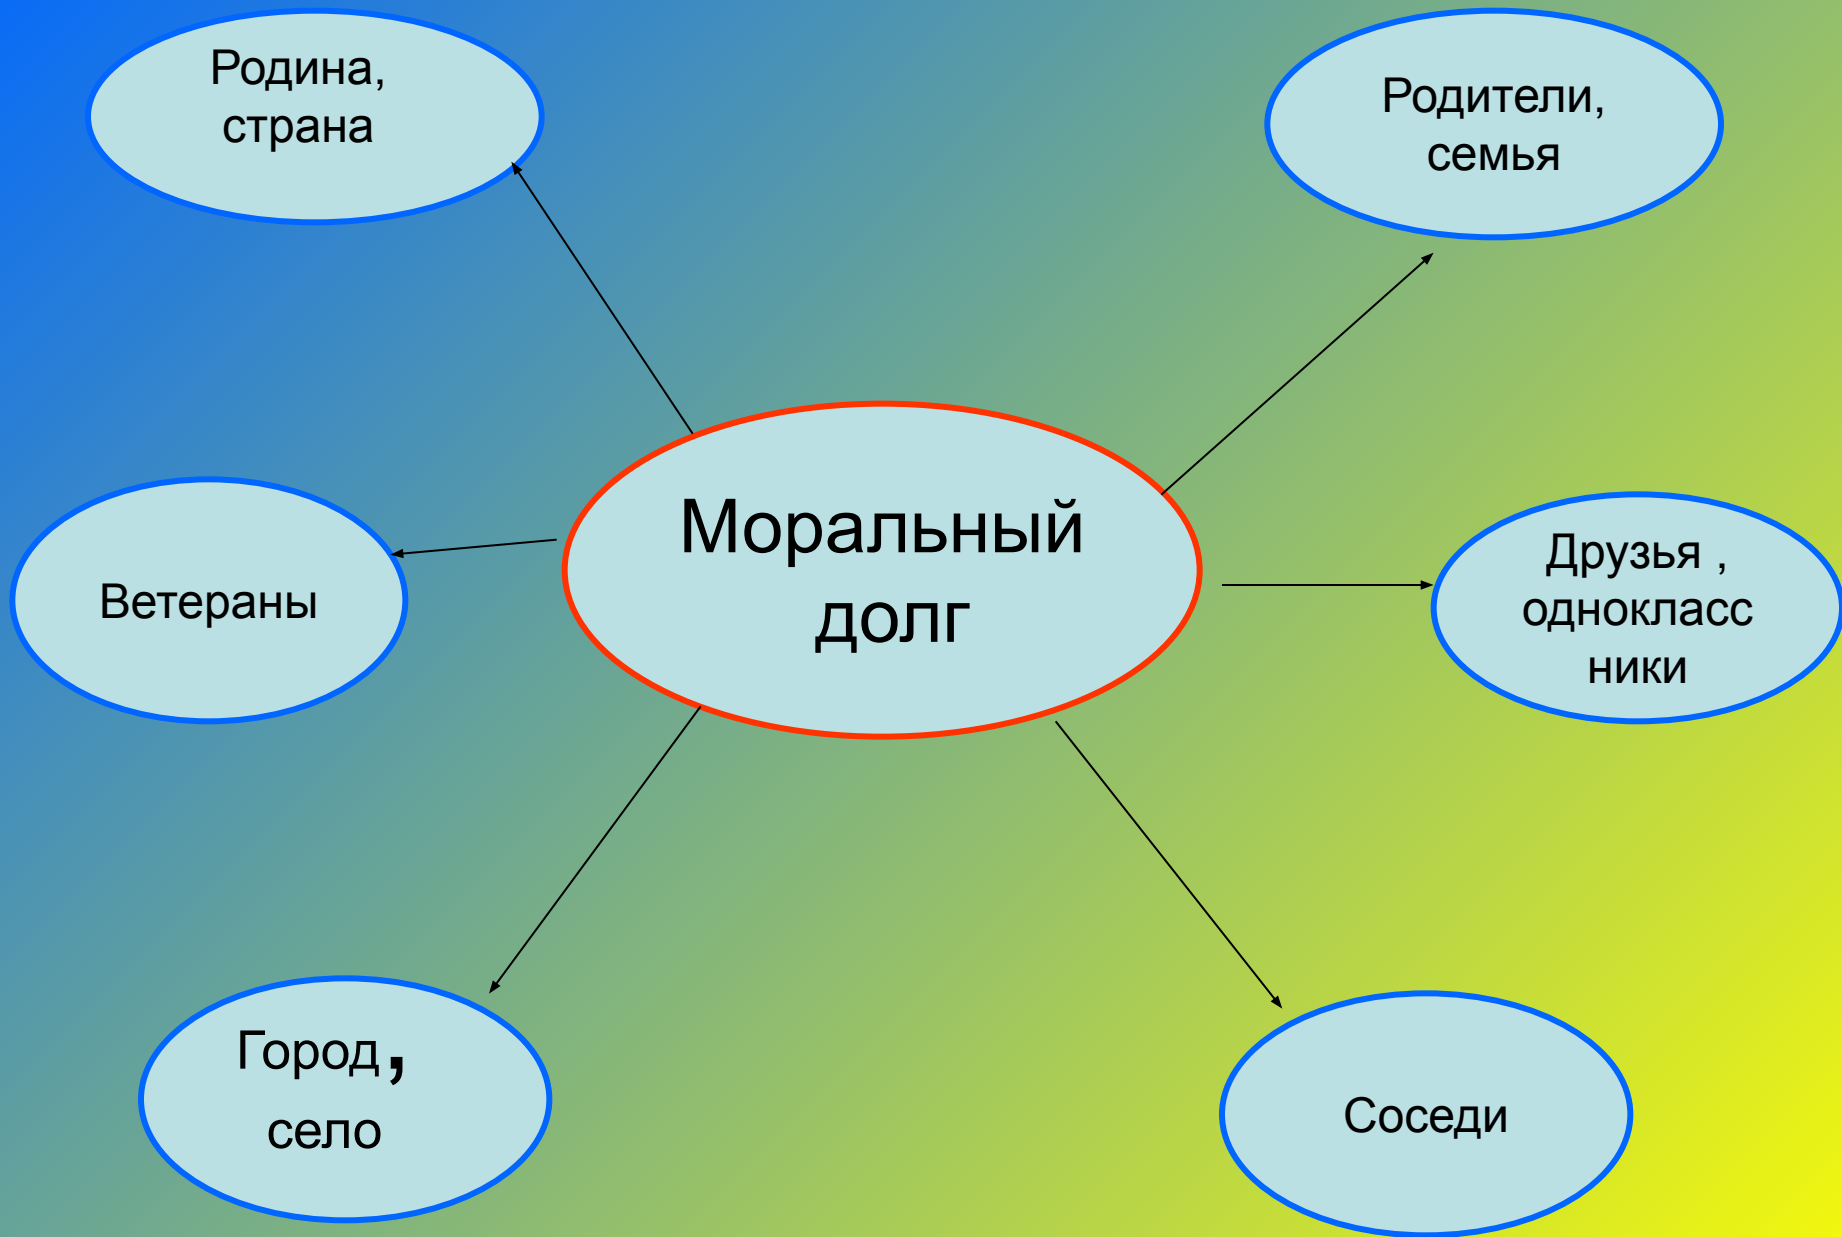 Родина,
страна
Родители,
семья
Моральный
долг
Ветераны
Друзья ,
однокласс
ники
Город,
село
Соседи